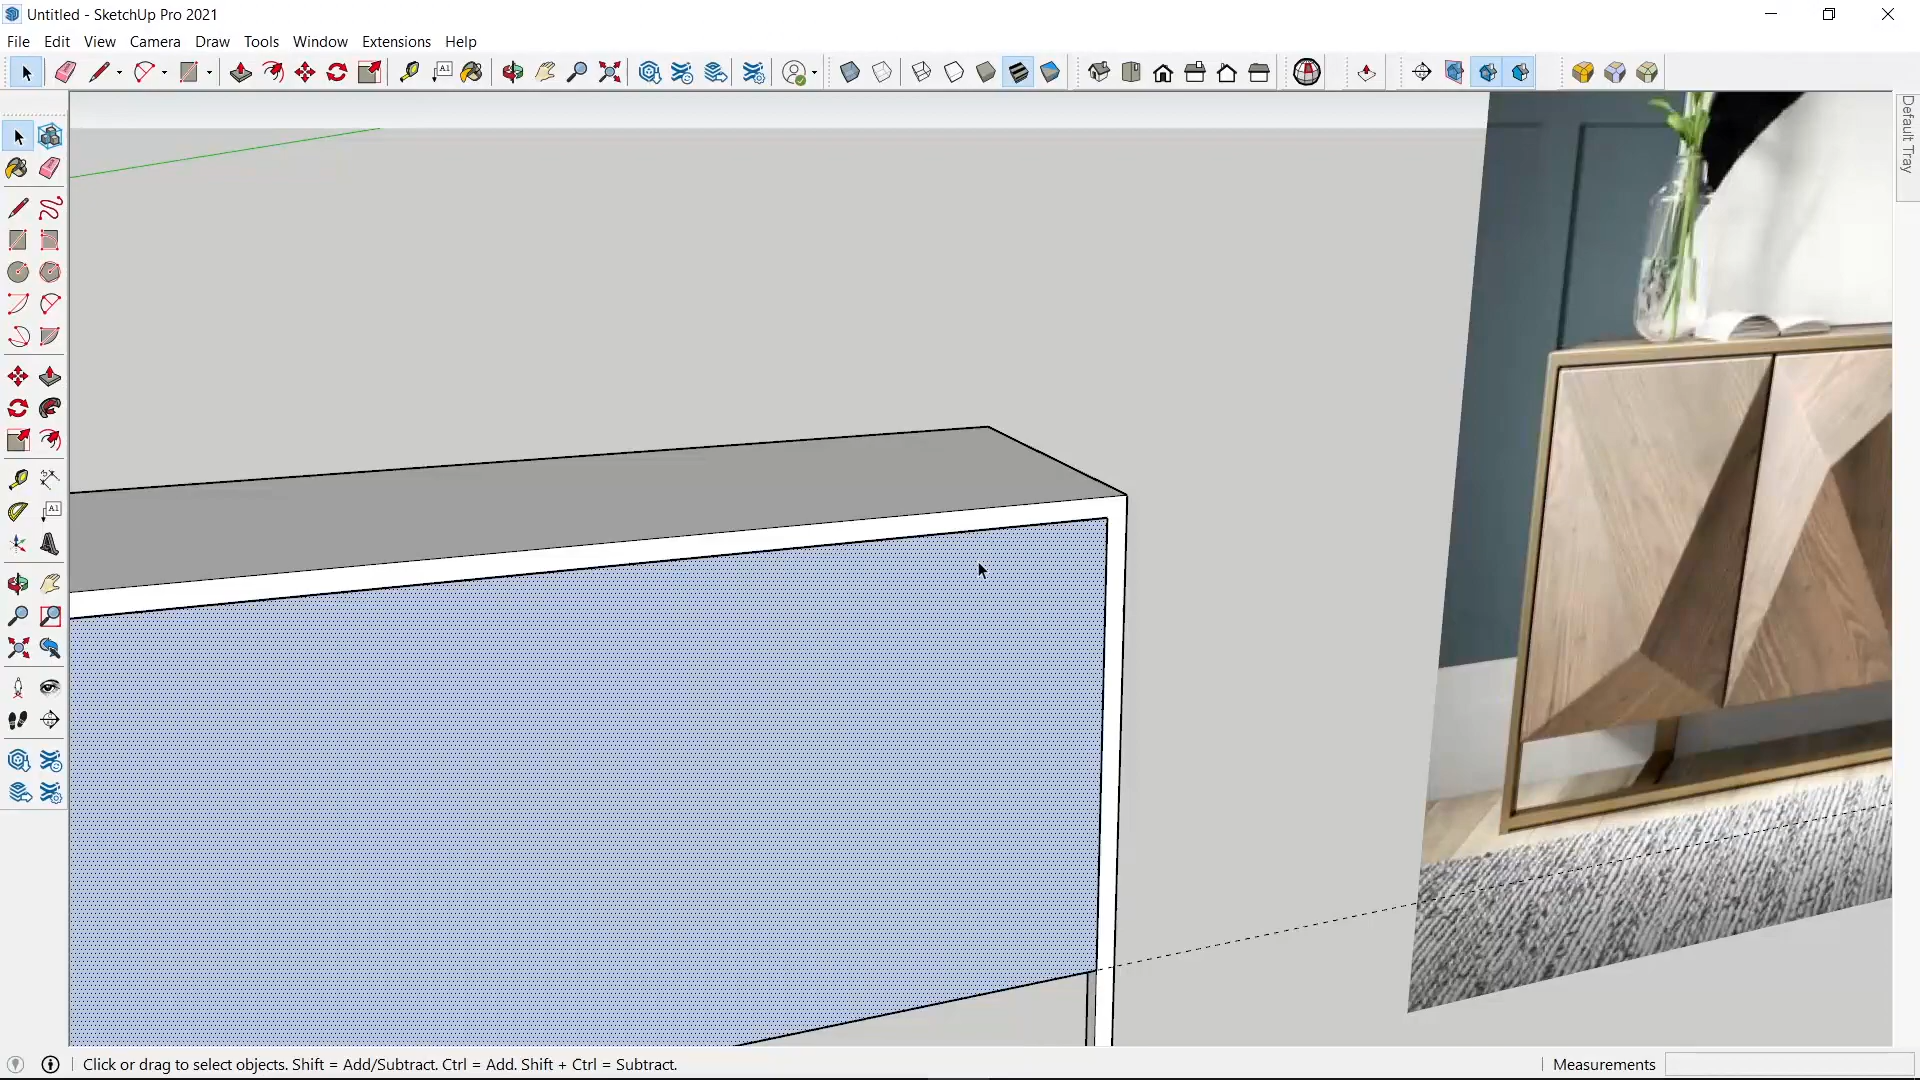 Untitled - SketchUp Pro 2021
File Edit View Camera Draw Tools Window Extensions Help
Default Tray
Click or drag to select objects. Shift = Add/Subtract. Ctrl = Add. Shift + Ctrl = Subtract.
Measurements